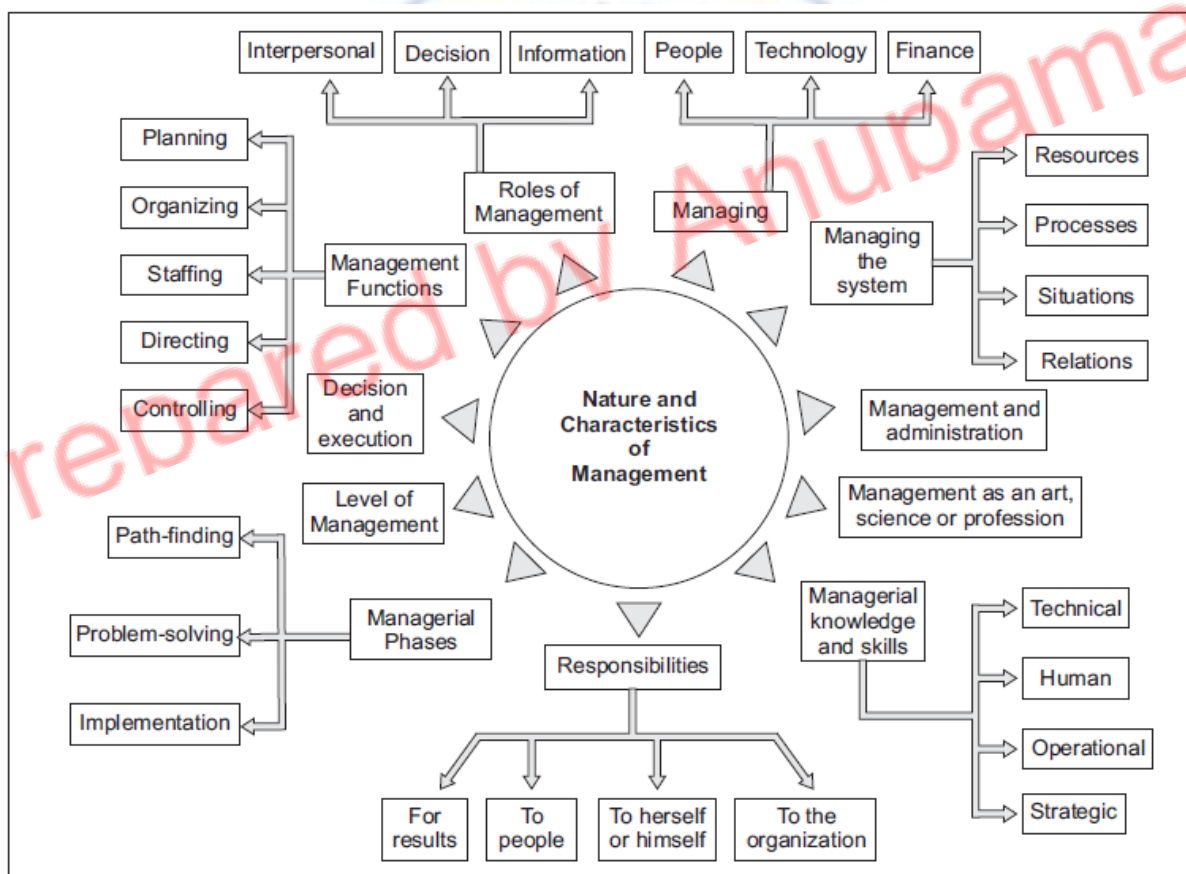 Interpersonal
Decision
Information
People
Technology
Finance
Planning
Organizing
Staffing
Directing
Controlling
Roles of
Management
Managing
Management
Functions
Managing
the
system
Resources
Processes
Situations
Relations
Decision
and
execution
Nature and
Characteristics
of
Management
Management and
administration
Level of
Management
Management as an art,
science or profession
Path-finding
Problem-solving
Implementation
Managerial
Phases
Responsibilities
Managerial
knowledge
and skills
Technical
Human
Operational
Strategic
For
results
To
people
To herself
or himself
To the
organization
repared by Anupama